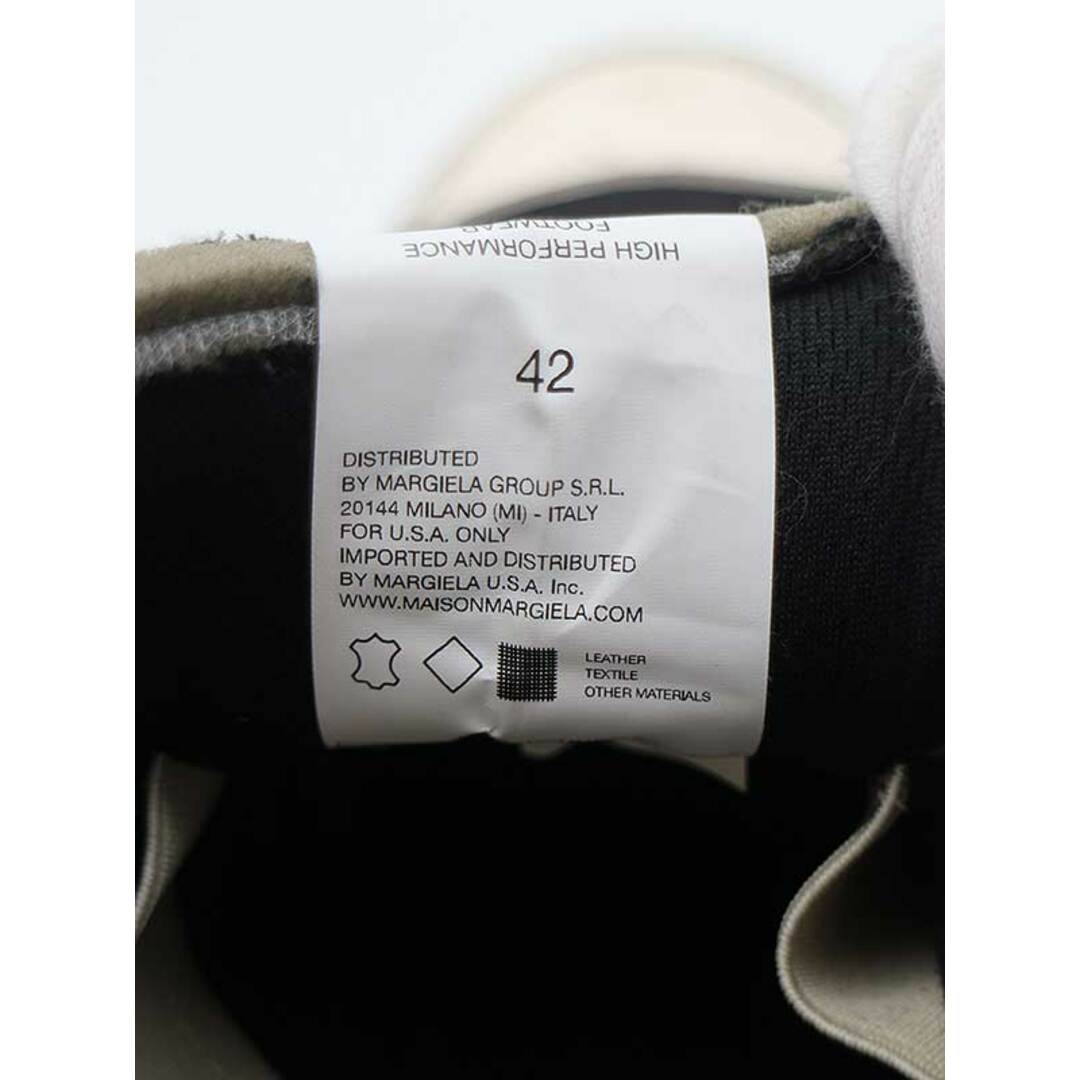 HIGH PERFORMANCE
FOOTWEAR
42
DISTRIBUTED
BY MARGIELA GROUP S.R.L.
20144 MILANO (MI) - ITALY
FOR U.S.A. ONLY
IMPORTED AND DISTRIBUTED
BY MARGIELA U.S.A. Inc.
WWW.MAISONMARGIELA.COM
LEATHER
TEXTILE
OTHER MATERIALS